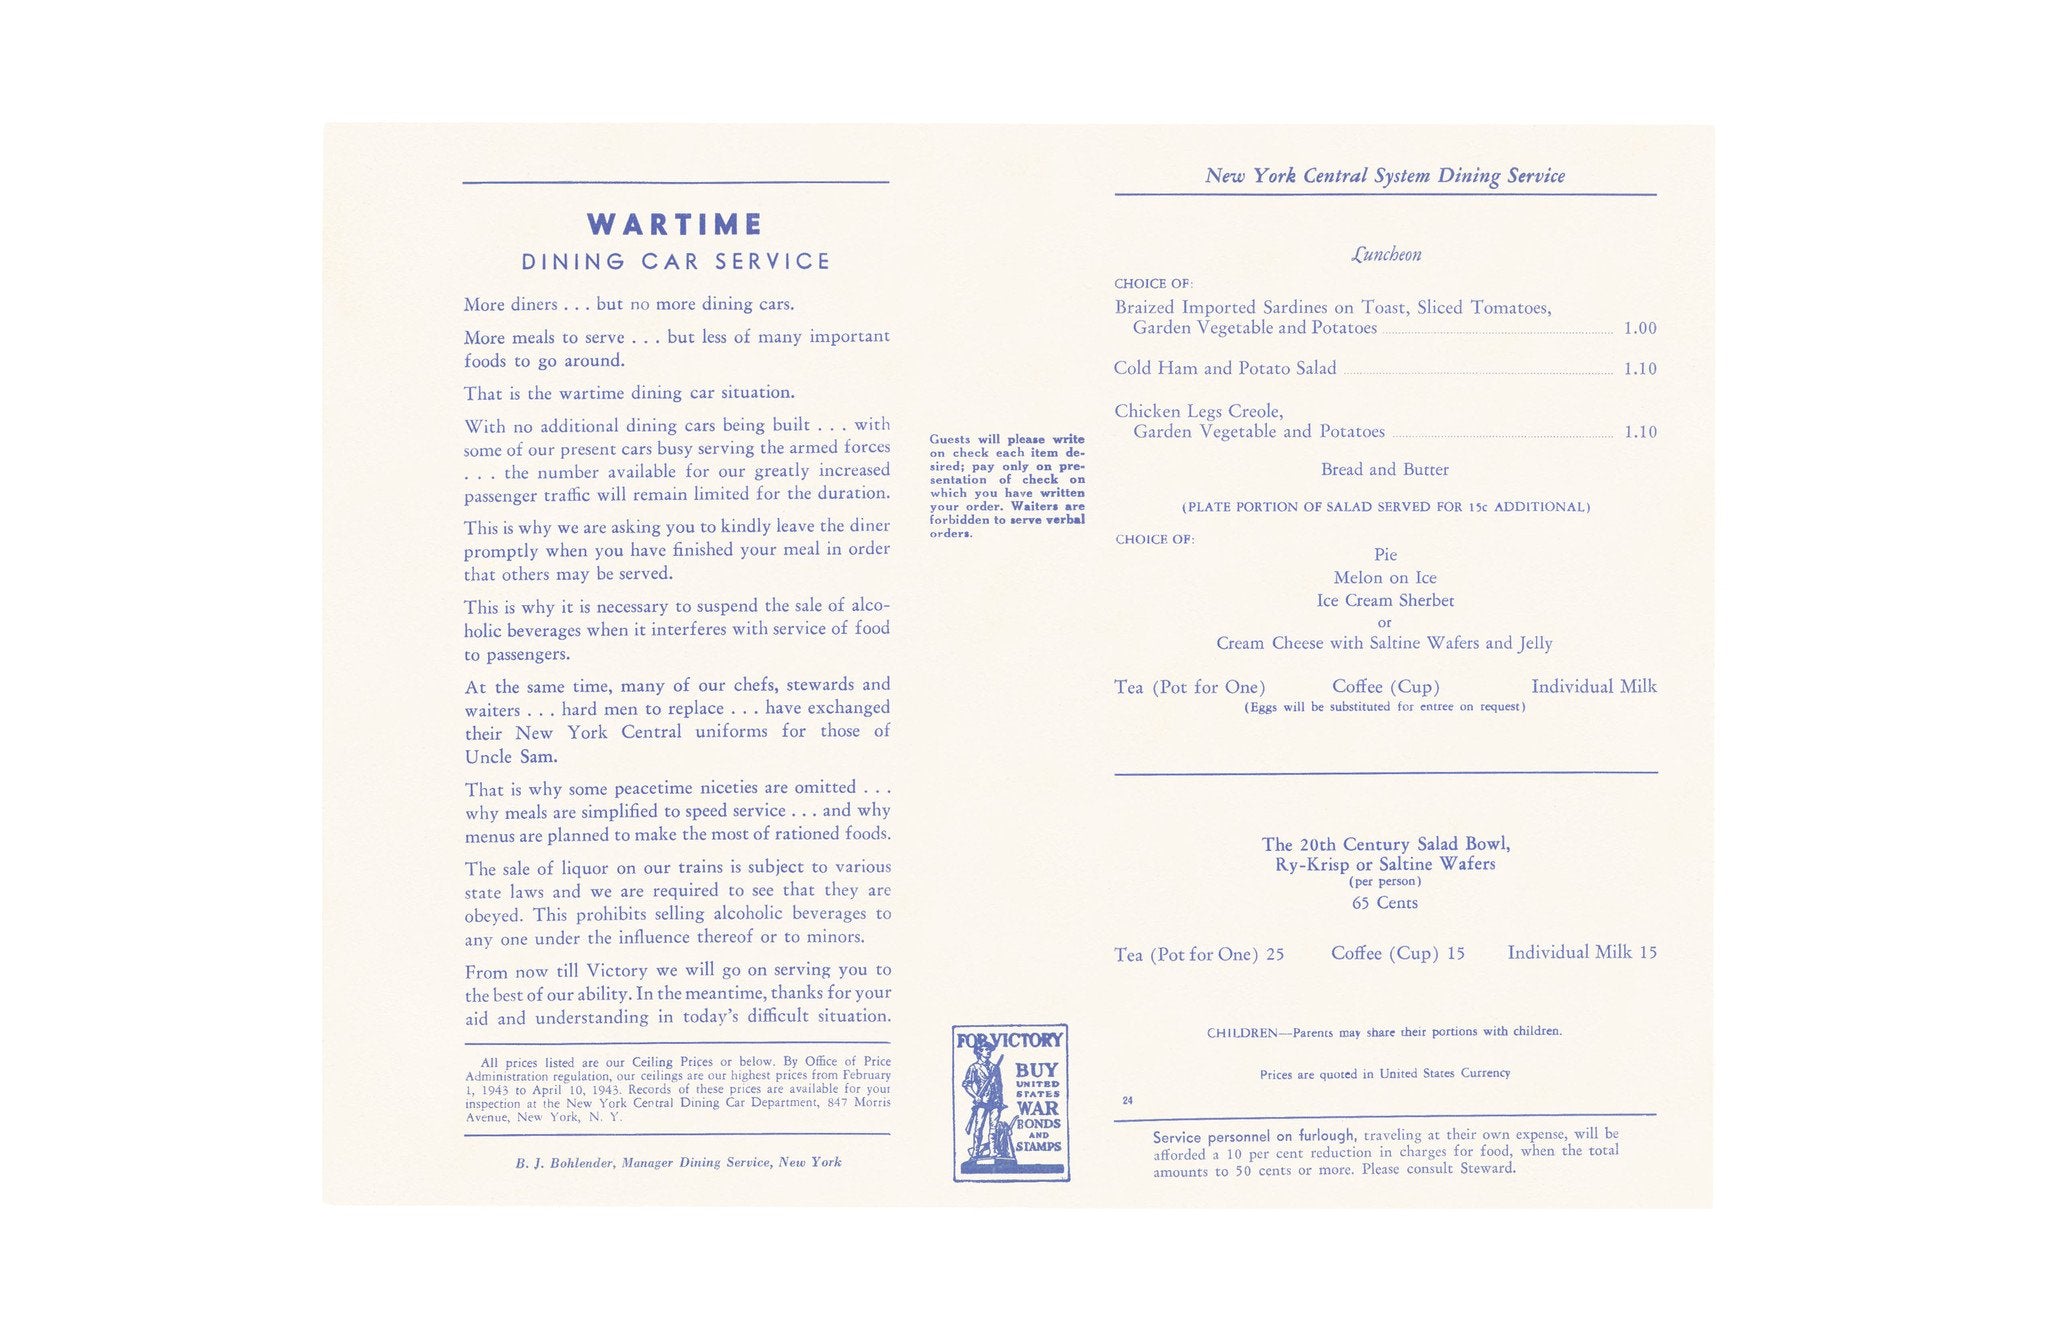 WARTIME
DINING CAR SERVICE
More diners . . . but no more dining cars.
More meals to serve . . . but less of many important
foods to go around.
That is the wartime dining car situation.
With no additional dining cars being built . . . with
some of our present cars busy serving the armed forces
. . . the number available for our greatly increased
passenger traffic will remain limited for the duration.
This is why we are asking you to kindly leave the diner
promptly when you have finished your meal in order
that others may be served.
This is why it is necessary to suspend the sale of alco-
holic beverages when it interferes with service of food
to passengers.
At the same time, many of our chefs, stewards and
waiters . . . hard men to replace . . . have exchanged
their New York Central uniforms for those of
Uncle Sam.
That is why some peacetime niceties are omitted . . .
why meals are simplified to speed service . . . and why
menus are planned to make the most of rationed foods.
The sale of liquor on our trains is subject to various
state laws and we are required to see that they are
obeyed. This prohibits selling alcoholic beverages to
any one under the influence thereof or to minors.
From now till Victory we will go on serving you to
the best of our ability. In the meantime, thanks for your
aid and understanding in today's difficult situation.
All prices listed are our Ceiling Prices or below. By Office of Price
Administration regulation, our ceilings are our highest prices from February
1, 1943 to April 10, 1943. Records of these prices are available for your
inspection at the New York Central Dining Car Department, 847 Morris
Avenue, New York, N. Y.
B. J. Bohlender, Manager Dining Service, New York
Guests will please write
on check each item de-
sired; pay only on pre-
sentation of check on
which you have written
your order. Waiters are
forbidden to serve verbal
orders.
FOR VICTORY
BUY
UNITED
STATES
WAR
BONDS
AND
STAMPS
New York Central System Dining Service
Luncheon
CHOICE OF:
Braized Imported Sardines on Toast, Sliced Tomatoes,
Garden Vegetable and Potatoes 1.00
Cold Ham and Potato Salad 1.10
Chicken Legs Creole,
Garden Vegetable and Potatoes 1.10
Bread and Butter
(PLATE PORTION OF SALAD SERVED FOR 15c ADDITIONAL)
CHOICE OF:
Pie
Melon on Ice
Ice Cream Sherbet
or
Cream Cheese with Saltine Wafers and Jelly
Tea (Pot for One) Coffee (Cup) Individual Milk
(Eggs will be substituted for entree on request)
The 20th Century Salad Bowl,
Ry-Krisp or Saltine Wafers
(per person)
65 Cents
Tea (Pot for One) 25 Coffee (Cup) 15 Individual Milk 15
CHILDREN—Parents may share their portions with children.
Prices are quoted in United States Currency
24
Service personnel on furlough, traveling at their own expense, will be
afforded a 10 per cent reduction in charges for food, when the total
amounts to 50 cents or more. Please consult Steward.